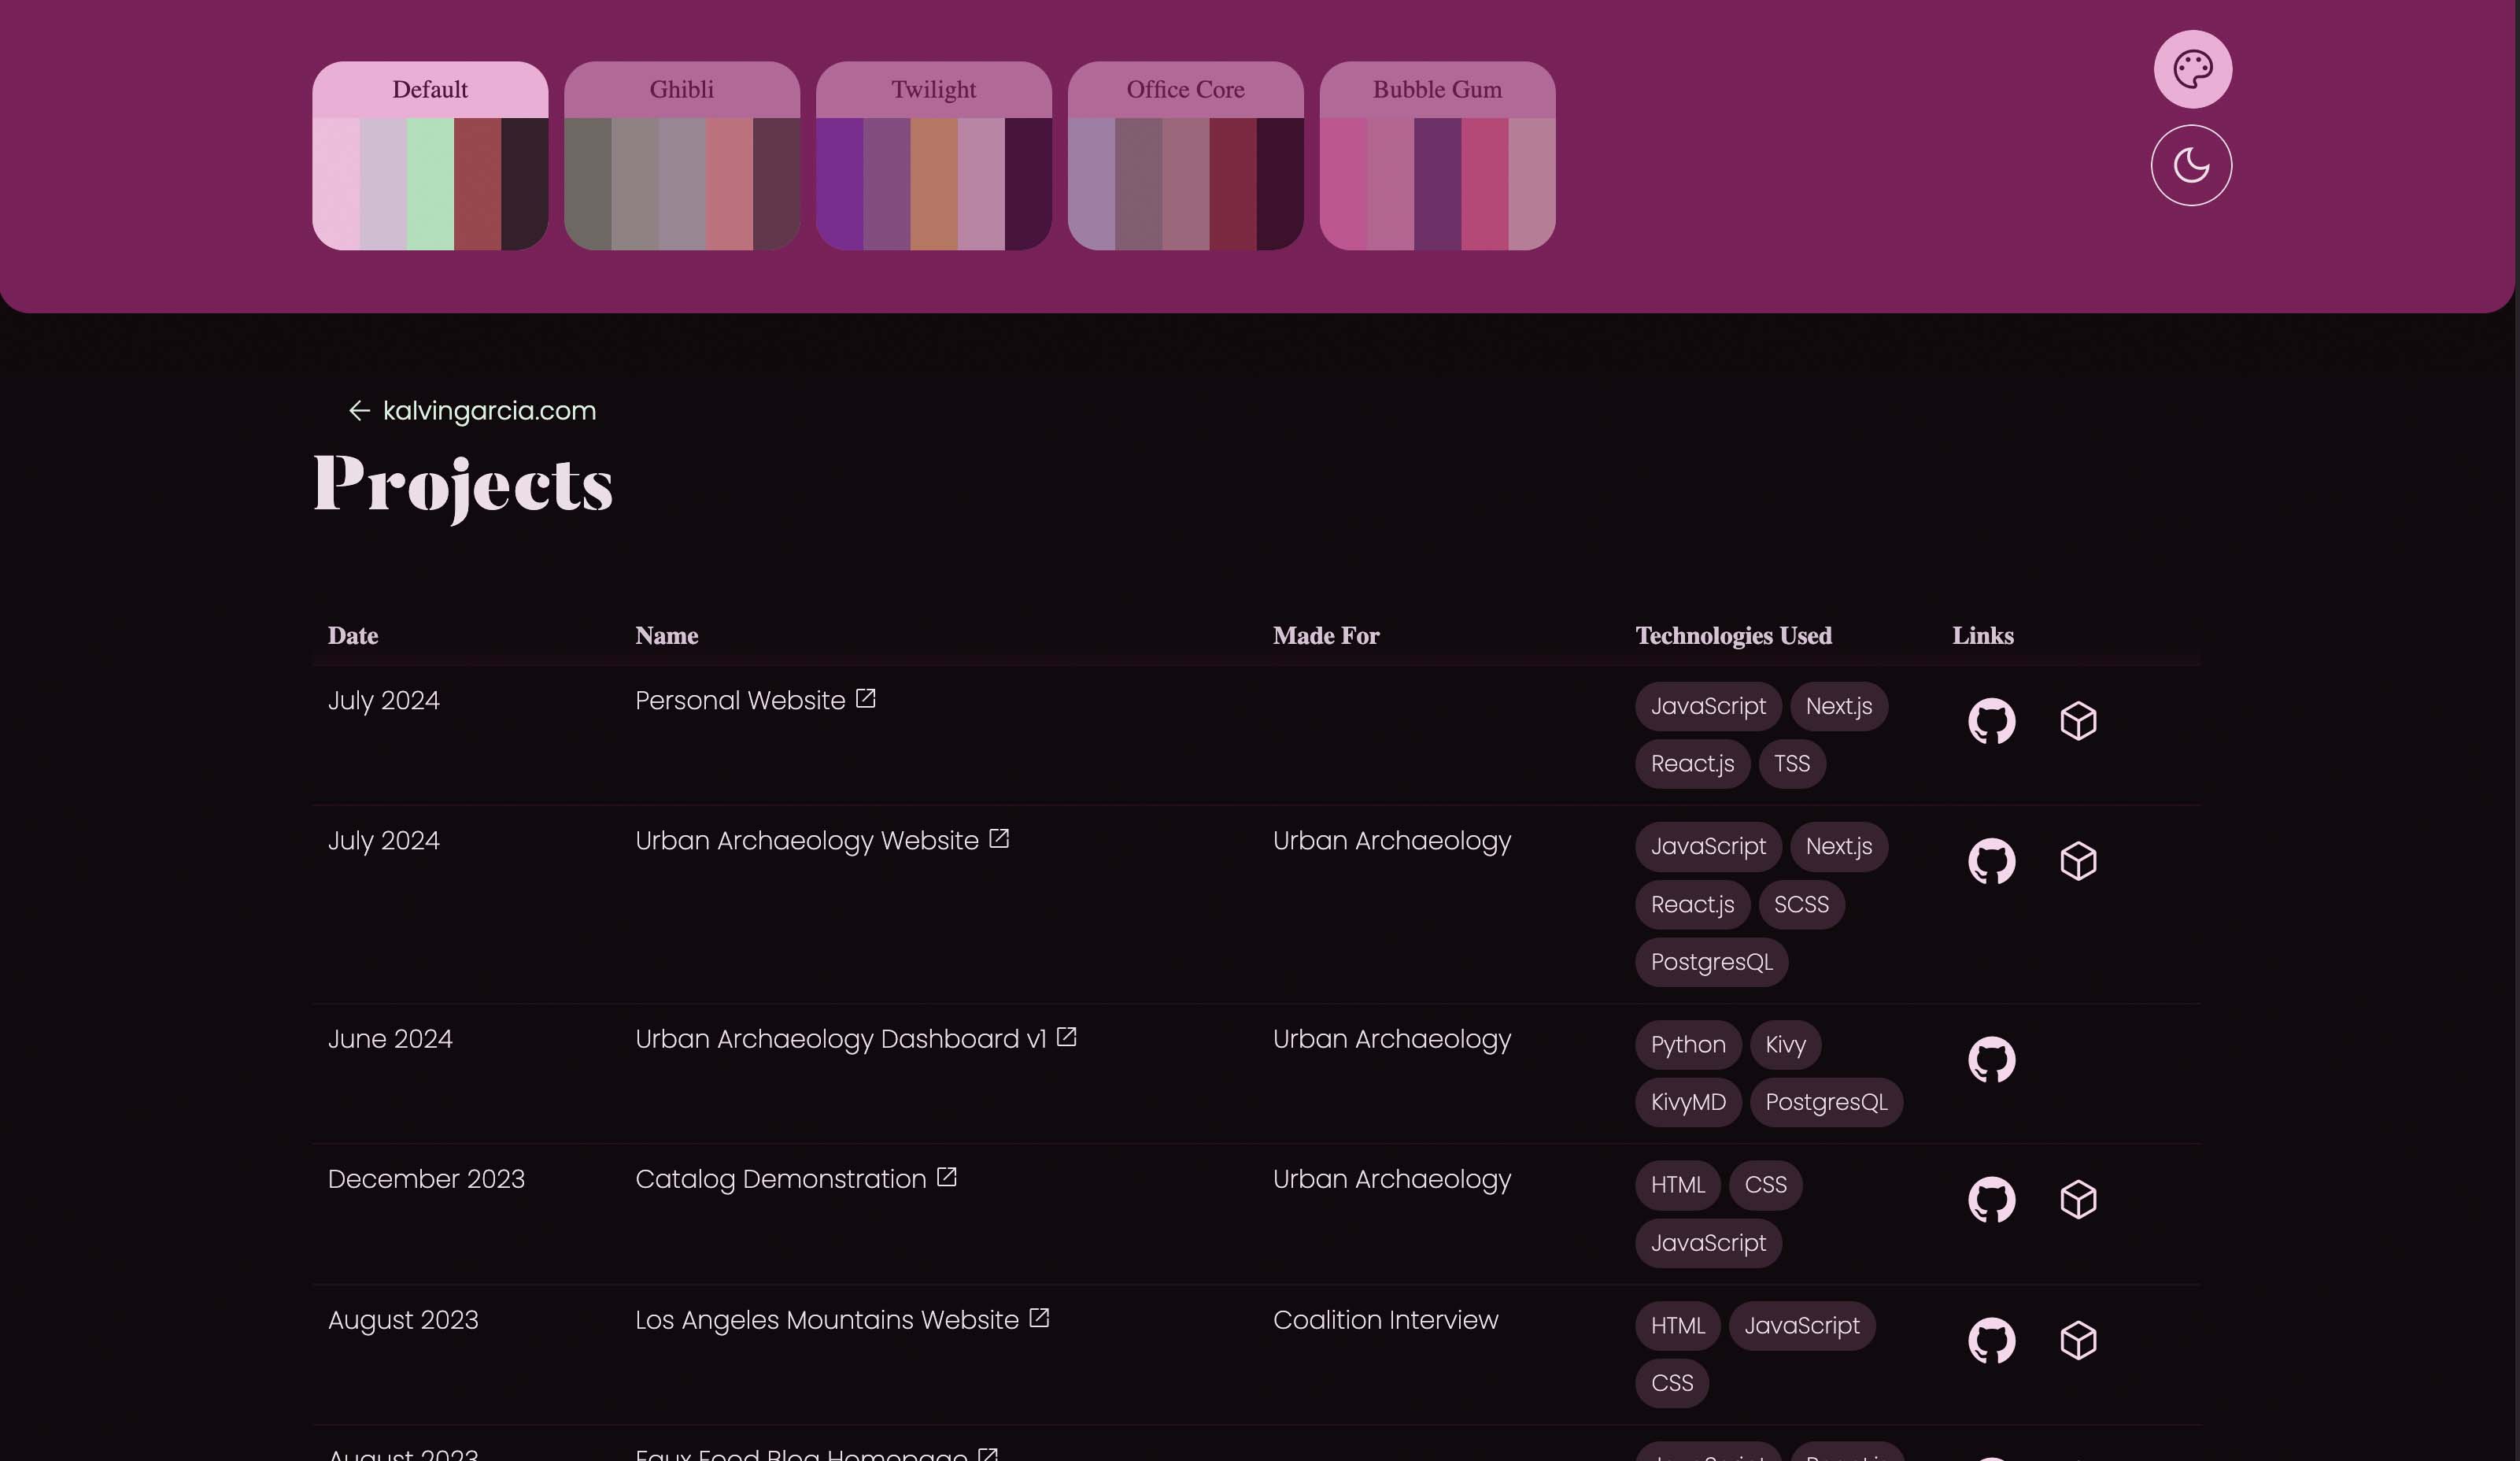 Default Ghibli Twilight Office Core Bubble Gum
kalvingarcia.com
Projects
Date Name Made For Technologies Used Links
July 2024 Personal Website JavaScript Next.js
React.js TSS
July 2024 Urban Archaeology Website Urban Archaeology JavaScript Next.js
React.js SCSS
PostgresQL
June 2024 Urban Archaeology Dashboard v1 Urban Archaeology Python Kivy
KivyMD PostgresQL
December 2023 Catalog Demonstration Urban Archaeology HTML CSS
JavaScript
August 2023 Los Angeles Mountains Website Coalition Interview HTML JavaScript
CSS
August 2023 Faux Food Blog Homepage JavaScript React.js